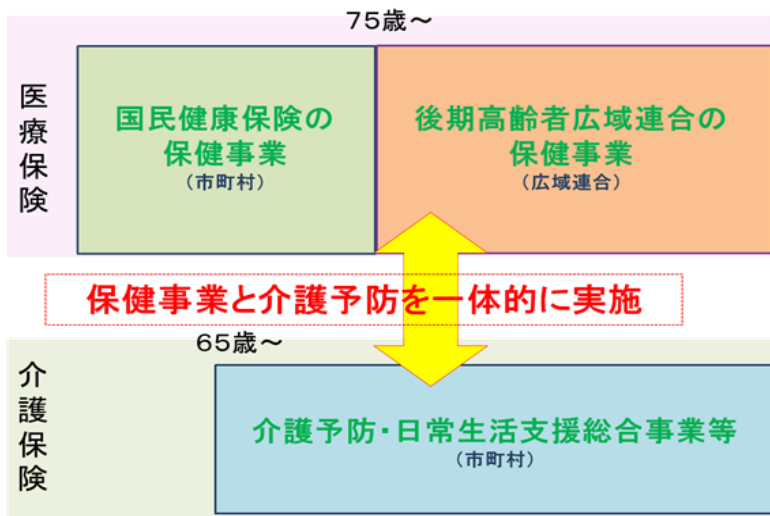 75歳～
医療保険
国民健康保険の
保健事業
（市町村）
後期高齢者広域連合の
保健事業
（広域連合）
保健事業と介護予防を一体的に実施
65歳～
介護保険
介護予防・日常生活支援総合事業等
（市町村）